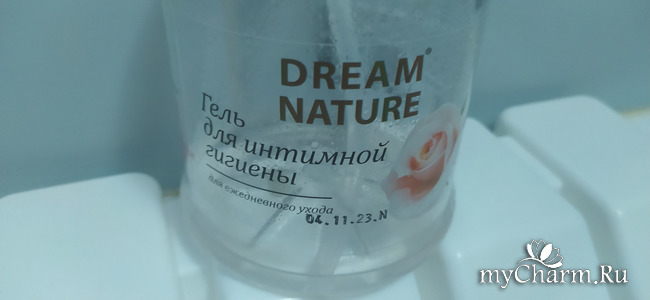 DREAM
NATURE®
Гель
для интимной
гигиены
для ежедневного ухода
04.11.23.N
myCharm.Ru